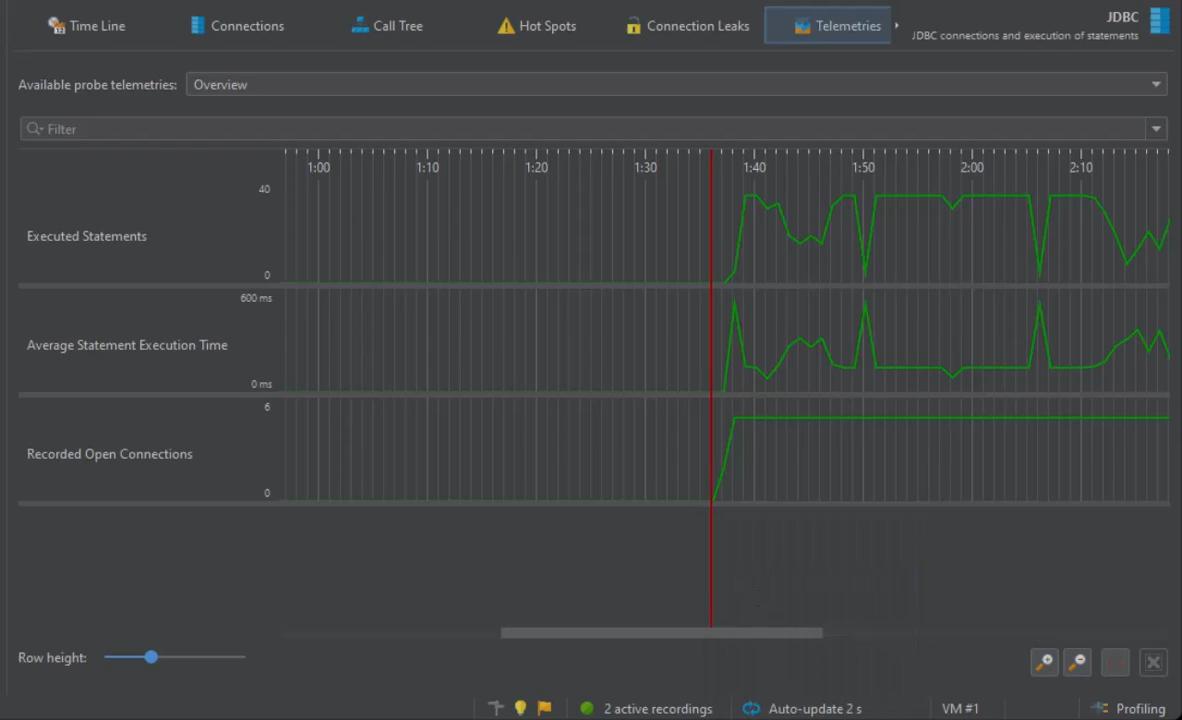 Time Line
Connections
Call Tree
Hot Spots
Connection Leaks
Telemetries
JDBC
JDBC connections and execution of statements
Available probe telemetries:
Overview
Filter
1:00
1:10
1:20
1:30
1:40
1:50
2:00
2:10
40
Executed Statements
0
600 ms
Average Statement Execution Time
0 ms
6
Recorded Open Connections
0
Row height:
2 active recordings
Auto-update 2 s
VM #1
Profiling